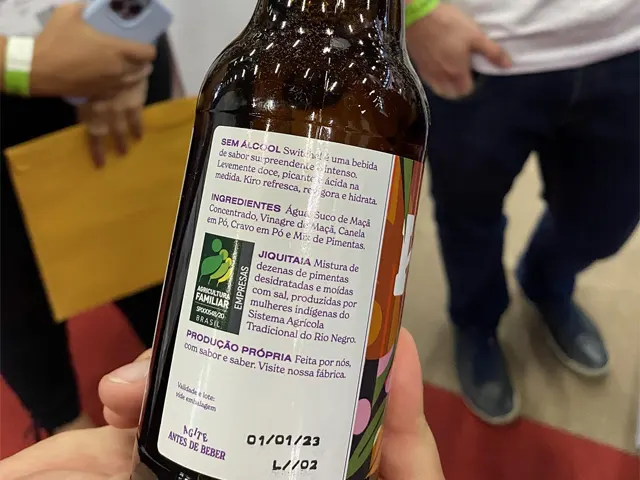 SEM ÁLCOOL Switchel é uma bebida
de sabor surpreendente e intenso.
Levemente doce, picante e ácida na
medida. Kiro refresca, revigora e hidrata.
INGREDIENTES Água, Suco de Maçã
Concentrado, Vinagre de Maçã, Canela
em Pó, Cravo em Pó e Mix de Pimentas.
AGRICULTURA
FAMILIAR
BRASIL
EMPRESAS
JIQUITAIA Mistura de
dezenas de pimentas
desidratadas e moídas
com sal, produzidas por
mulheres indígenas do
Sistema Agrícola
Tradicional do Rio Negro.
PRODUÇÃO PRÓPRIA Feita por nós,
com sabor e saber. Visite nossa fábrica.
Validade e lote:
vide embalagem
AGITE
ANTES DE BEBER
01/01/23
L//02